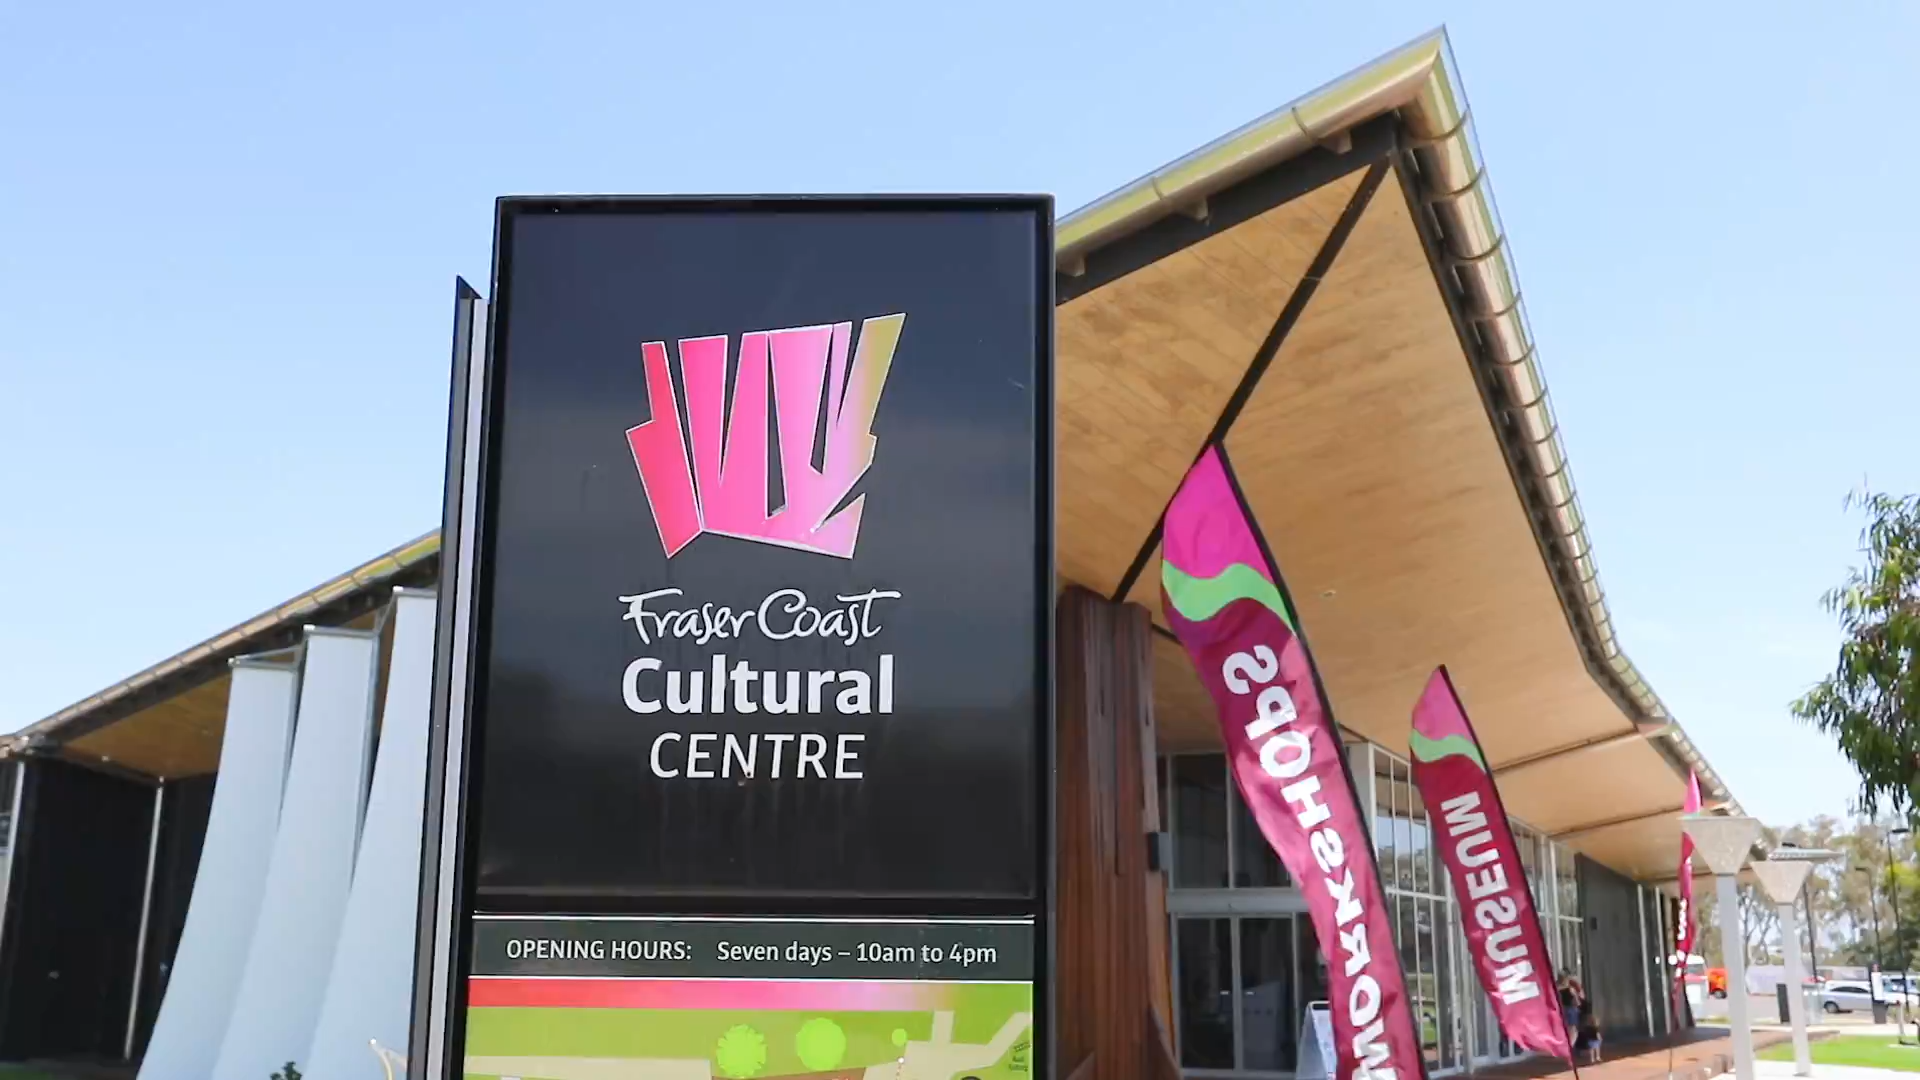 Fraser Coast
Cultural
CENTRE
OPENING HOURS: Seven days – 10am to 4pm
WORKSHOPS
MUSEUM